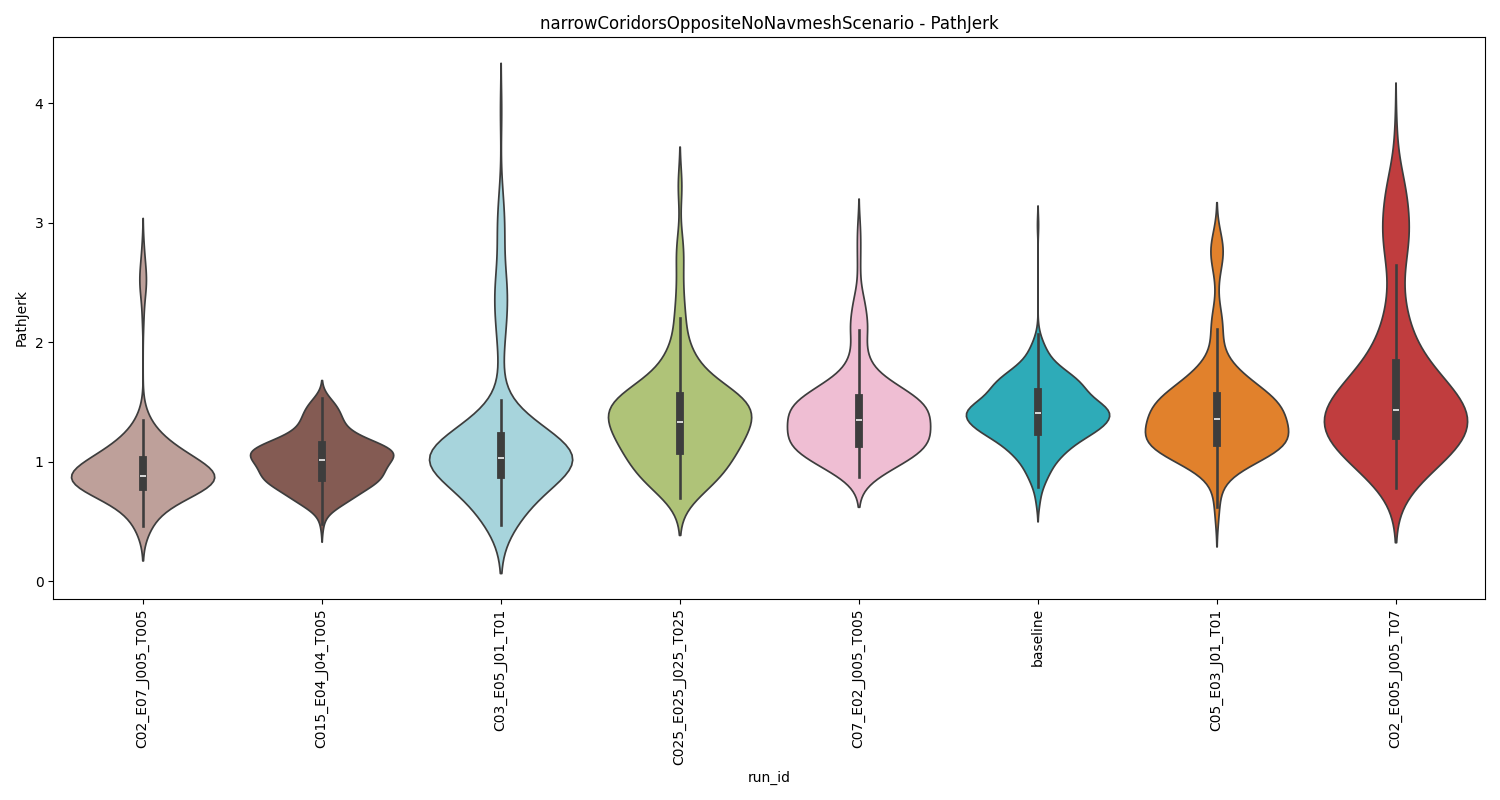 narrowCoridorsOppositeNoNavmeshScenario - PathJerk
PathJerk
4
3
2
1
0
C02_E07_J005_T005
C015_E04_J04_T005
C03_E05_J01_T01
C025_E025_J025_T025
C07_E02_J005_T005
baseline
C05_E03_J01_T01
C02_E005_J005_T07
run_id